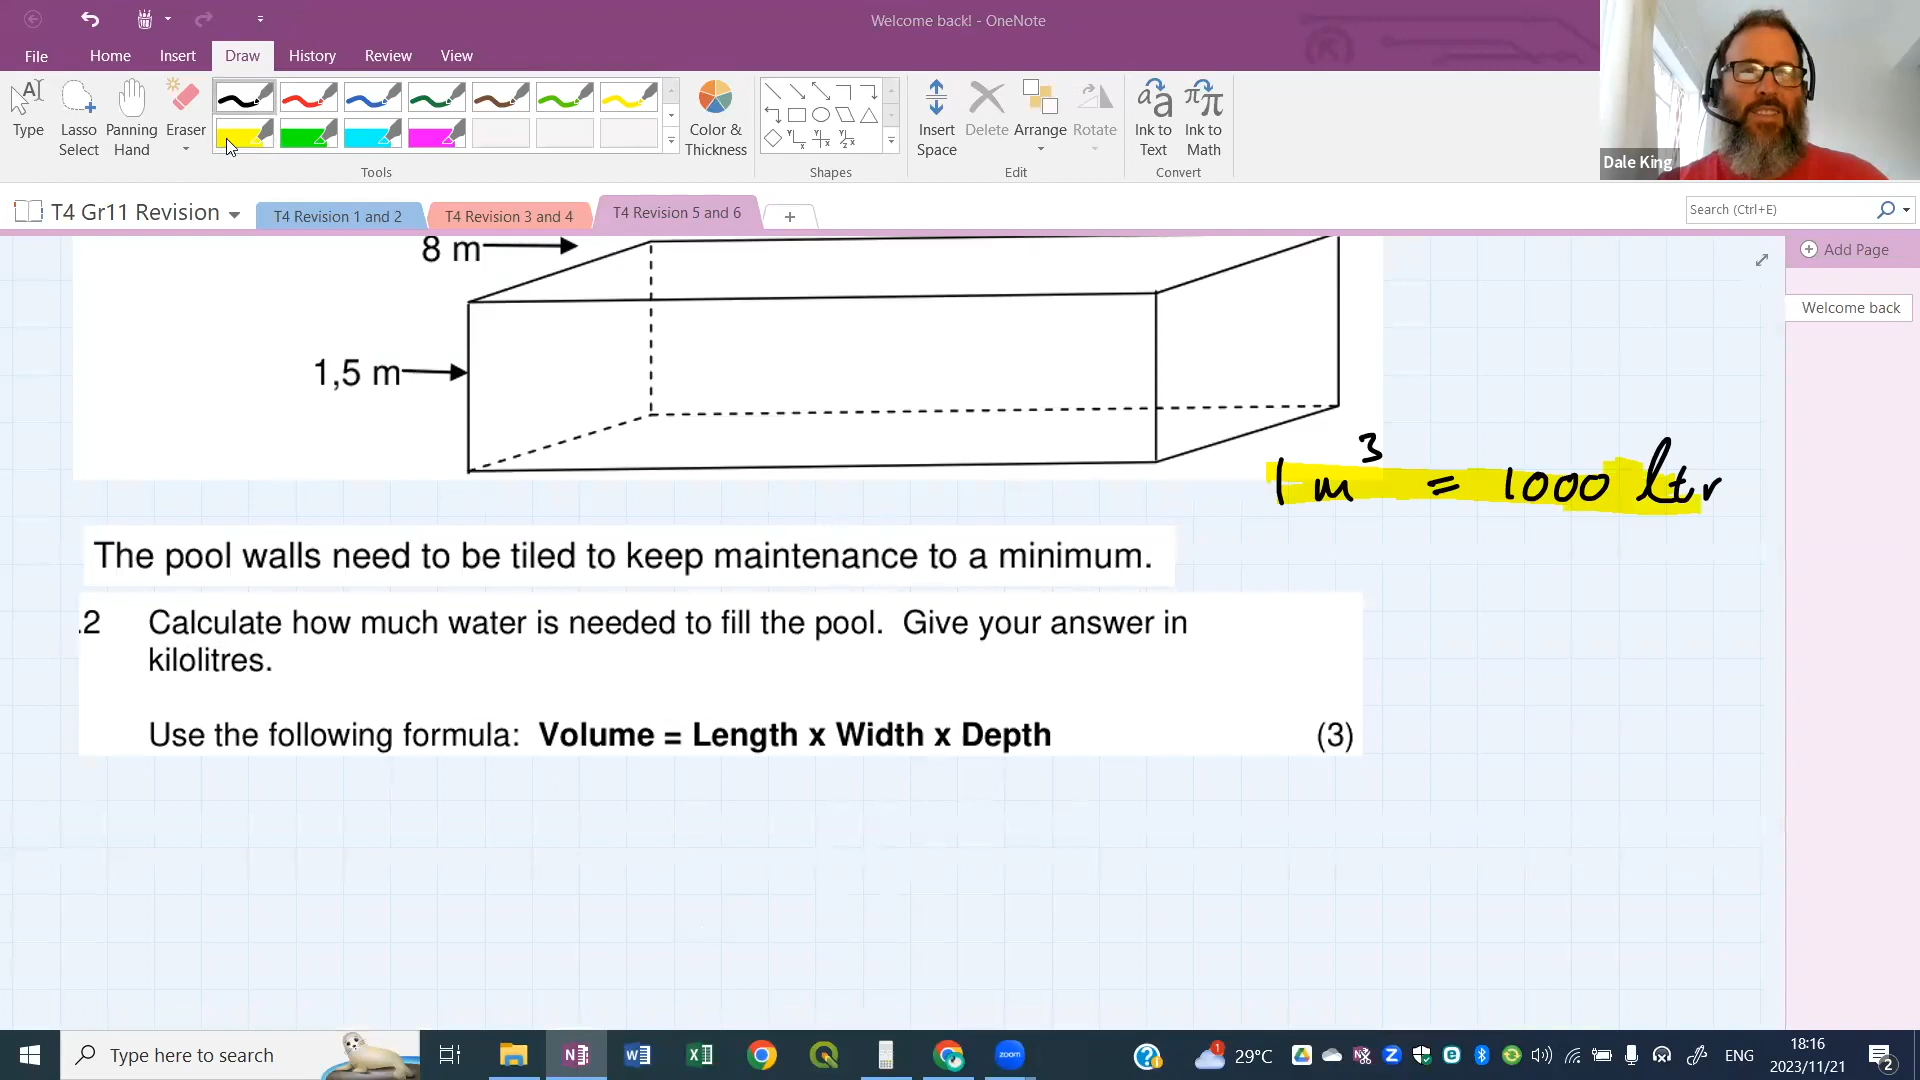 Welcome back! - OneNote
File Home Insert Draw History Review View
Type
Lasso Select
Panning Hand
Eraser
Color & Thickness
Insert Space
Delete
Arrange
Rotate
Ink to Text
Ink to Math
Tools
Shapes
Edit
Convert
Dale King
T4 Gr11 Revision
T4 Revision 1 and 2
T4 Revision 3 and 4
T4 Revision 5 and 6
Search (Ctrl+E)
Add Page
Welcome back
8 m
1,5 m
1 m³ = 1000 ltr
The pool walls need to be tiled to keep maintenance to a minimum.
.2 Calculate how much water is needed to fill the pool. Give your answer in
kilolitres.
Use the following formula: Volume = Length x Width x Depth (3)
Type here to search
zoom
29°C
ENG
18:16
2023/11/21
2